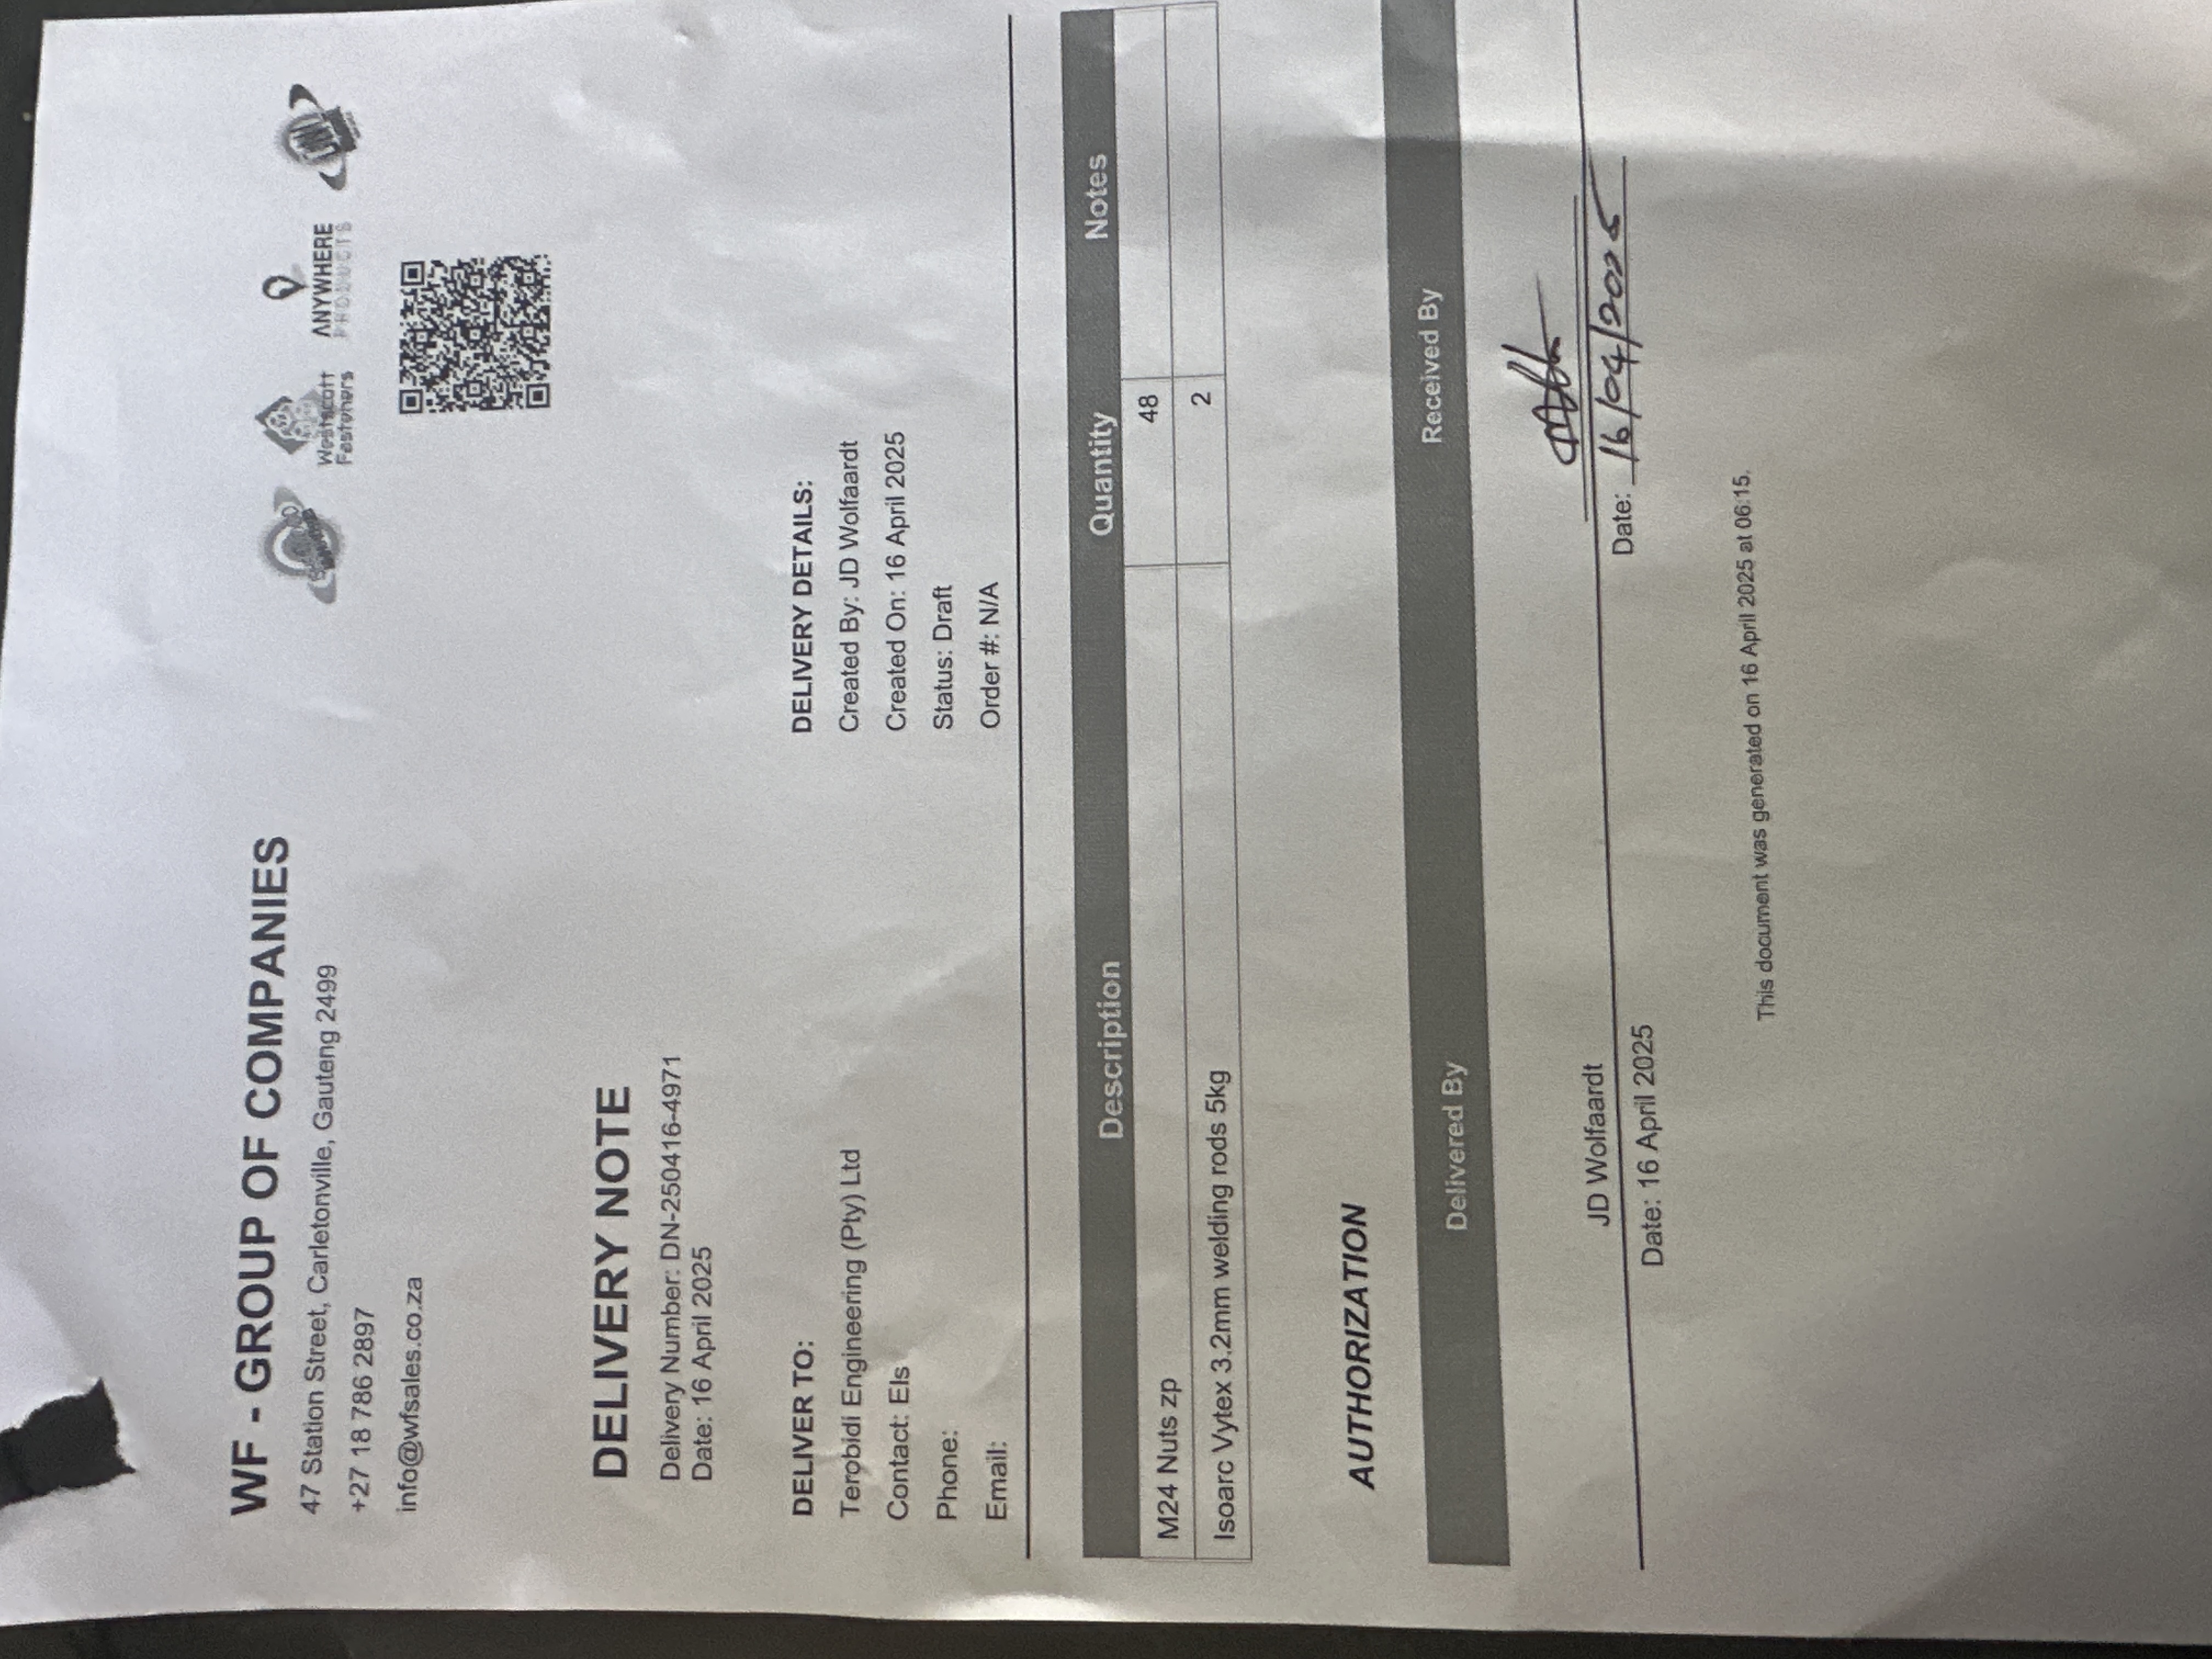 WF - GROUP OF COMPANIES
47 Station Street, Carletonville, Gauteng 2499
+27 18 786 2897
info@wfsales.co.za
Westscott
Fasteners
ANYWHERE
PRODUCTS
DELIVERY NOTE
Delivery Number: DN-250416-4971
Date: 16 April 2025
DELIVER TO:
Terobidi Engineering (Pty) Ltd
Contact: Els
Phone:
Email:
DELIVERY DETAILS:
Created By: JD Wolfaardt
Created On: 16 April 2025
Status: Draft
Order #: N/A
Description Quantity Notes
M24 Nuts zp 48
Isoarc Vytex 3.2mm welding rods 5kg 2
AUTHORIZATION
Delivered By Received By
JD Wolfaardt
Date: 16 April 2025
Date: 16/04/2025
This document was generated on 16 April 2025 at 06:15.